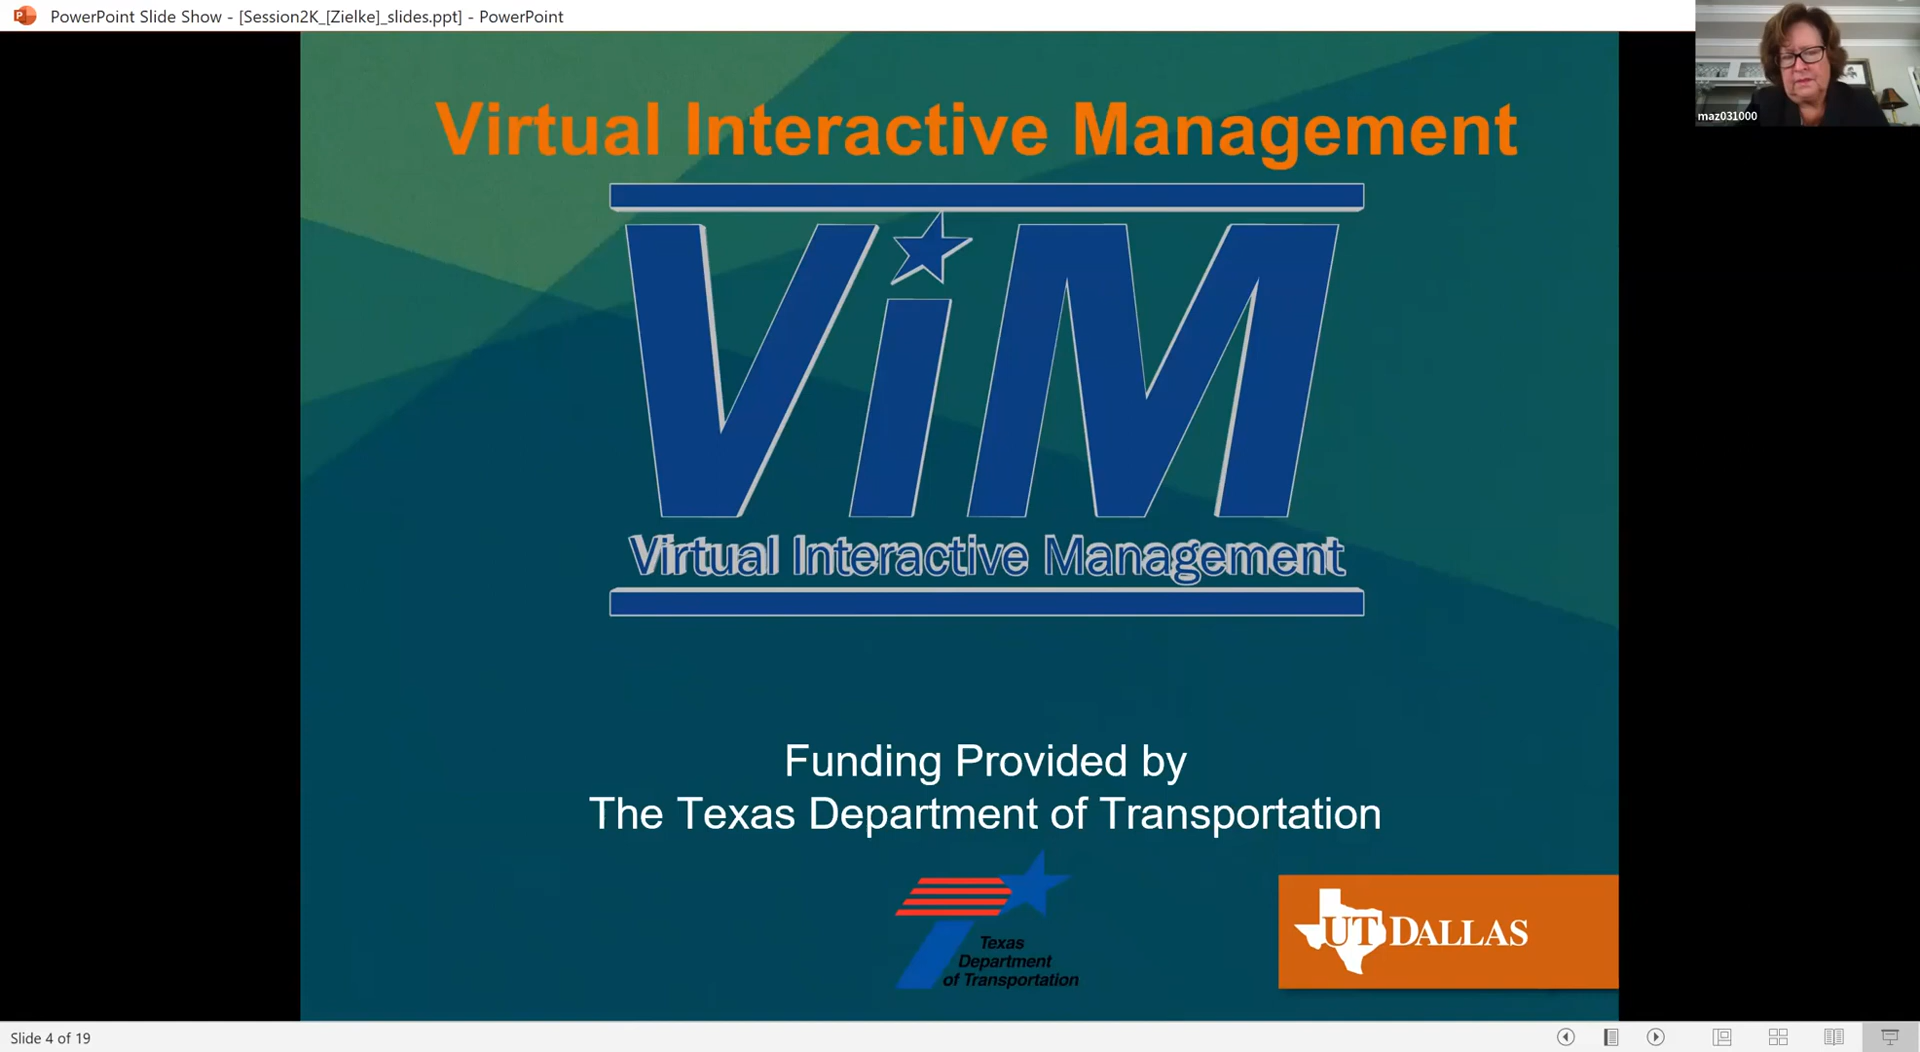 PowerPoint Slide Show - [Session2K_[Zielke]_slides.ppt] - PowerPoint
maz031000
Virtual Interactive Management
ViM
Virtual Interactive Management
Funding Provided by
The Texas Department of Transportation
Texas
Department
of Transportation
UT DALLAS
Slide 4 of 19